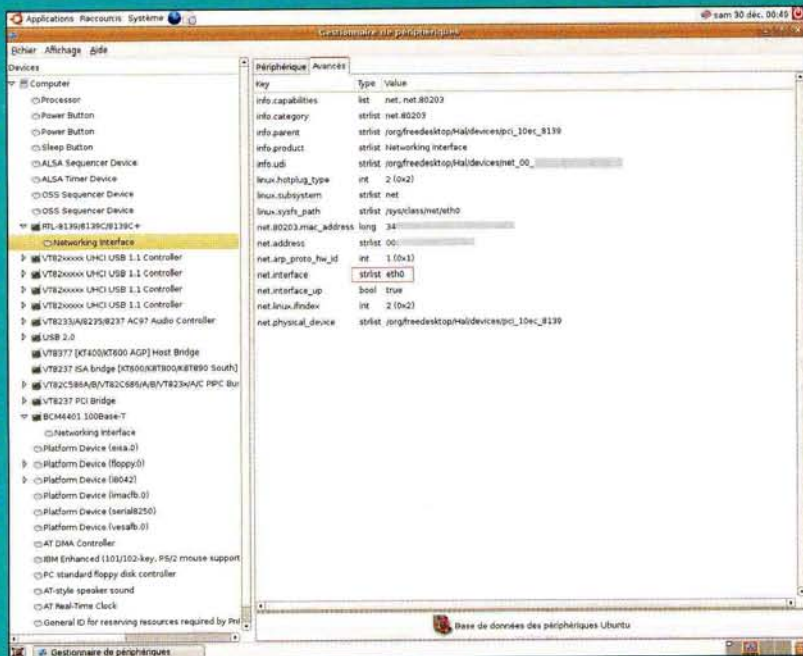 Applications Raccourcis Système
sam 30 déc. 00:49
Gestionnaire de périphériques
Fichier Affichage Aide
Devices
Computer
Processor
Power Button
Power Button
Sleep Button
ALSA Sequencer Device
ALSA Timer Device
OSS Sequencer Device
OSS Sequencer Device
RTL-8139/8139C/8139C+
Networking Interface
VT82xxxxx UHCI USB 1.1 Controller
VT82xxxxx UHCI USB 1.1 Controller
VT82xxxxx UHCI USB 1.1 Controller
VT82xxxxx UHCI USB 1.1 Controller
VT8233/A/8235/8237 AC97 Audio Controller
USB 2.0
VT8377 [KT400/KT600 AGP] Host Bridge
VT8237 ISA bridge [KT600/K8T800/K8T890 South]
VT82C586A/B/VT82C686/A/B/VT823x/A/C PIPC Bus
VT8237 PCI Bridge
BCM4401 100Base-T
Networking Interface
Platform Device (eisa.0)
Platform Device (floppy.0)
Platform Device (i8042)
Platform Device (imacfb.0)
Platform Device (serial8250)
Platform Device (vesafb.0)
AT DMA Controller
IBM Enhanced (101/102-key, PS/2 mouse support
PC standard floppy disk controller
AT-style speaker sound
AT Real-Time Clock
General ID for reserving resources required by PnP
Périphérique Avancés
Key Type Value
info.capabilities list net, net.80203
info.category strlist net.80203
info.parent strlist /org/freedesktop/Hal/devices/pci_10ec_8139
info.product strlist Networking Interface
info.udi strlist /org/freedesktop/Hal/devices/net_00_
linux.hotplug_type int 2 (0x2)
linux.subsystem strlist net
linux.sysfs_path strlist /sys/class/net/eth0
net.80203.mac_address long 34
net.address strlist 00:
net.arp_proto_hw_id int 1 (0x1)
net.interface strlist eth0
net.interface_up bool true
net.linux.ifindex int 2 (0x2)
net.physical_device strlist /org/freedesktop/Hal/devices/pci_10ec_8139
Base de données des périphériques Ubuntu
Gestionnaire de périphériques